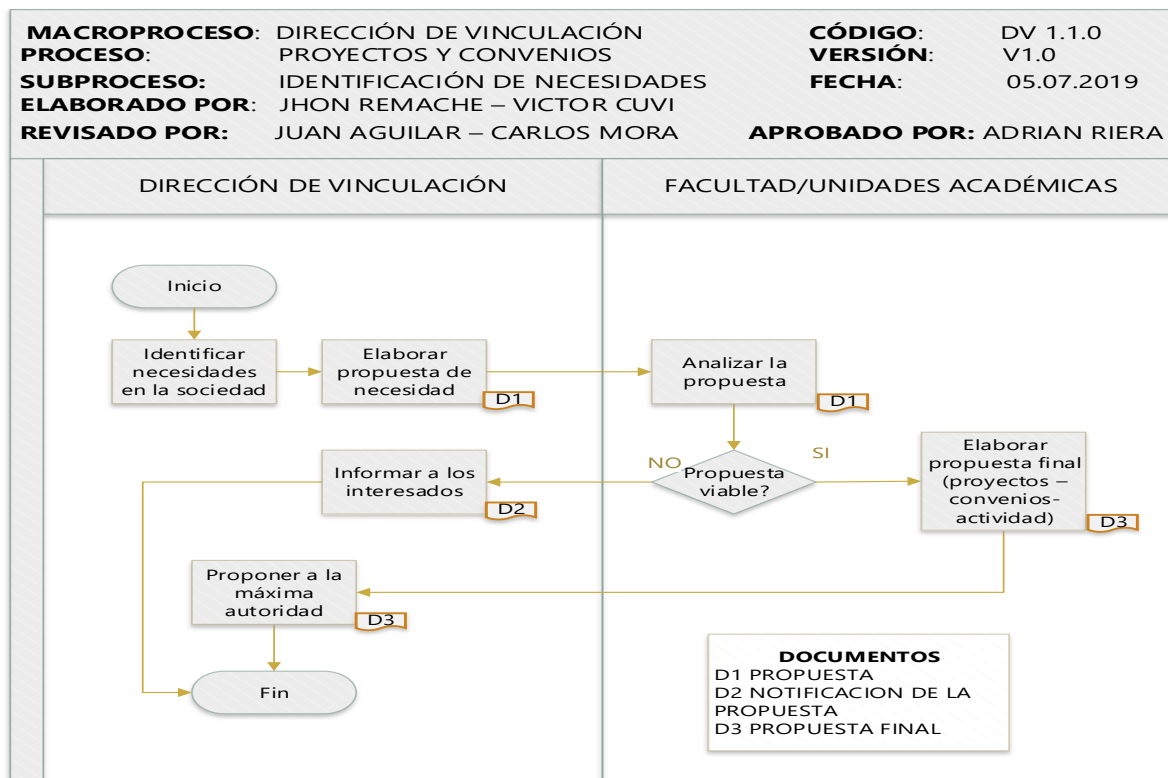 MACROPROCESO: DIRECCIÓN DE VINCULACIÓN CÓDIGO: DV 1.1.0
PROCESO: PROYECTOS Y CONVENIOS VERSIÓN: V1.0
SUBPROCESO: IDENTIFICACIÓN DE NECESIDADES FECHA: 05.07.2019
ELABORADO POR: JHON REMACHE – VICTOR CUVI
REVISADO POR: JUAN AGUILAR – CARLOS MORA APROBADO POR: ADRIAN RIERA
DIRECCIÓN DE VINCULACIÓN
FACULTAD/UNIDADES ACADÉMICAS
Inicio
Identificar
necesidades
en la sociedad
Elaborar
propuesta de
necesidad
D1
Analizar la
propuesta
D1
Propuesta
viable?
NO
SI
Informar a los
interesados
D2
Elaborar
propuesta final
(proyectos –
convenios-
actividad)
D3
Proponer a la
máxima
autoridad
D3
Fin
DOCUMENTOS
D1 PROPUESTA
D2 NOTIFICACION DE LA
PROPUESTA
D3 PROPUESTA FINAL